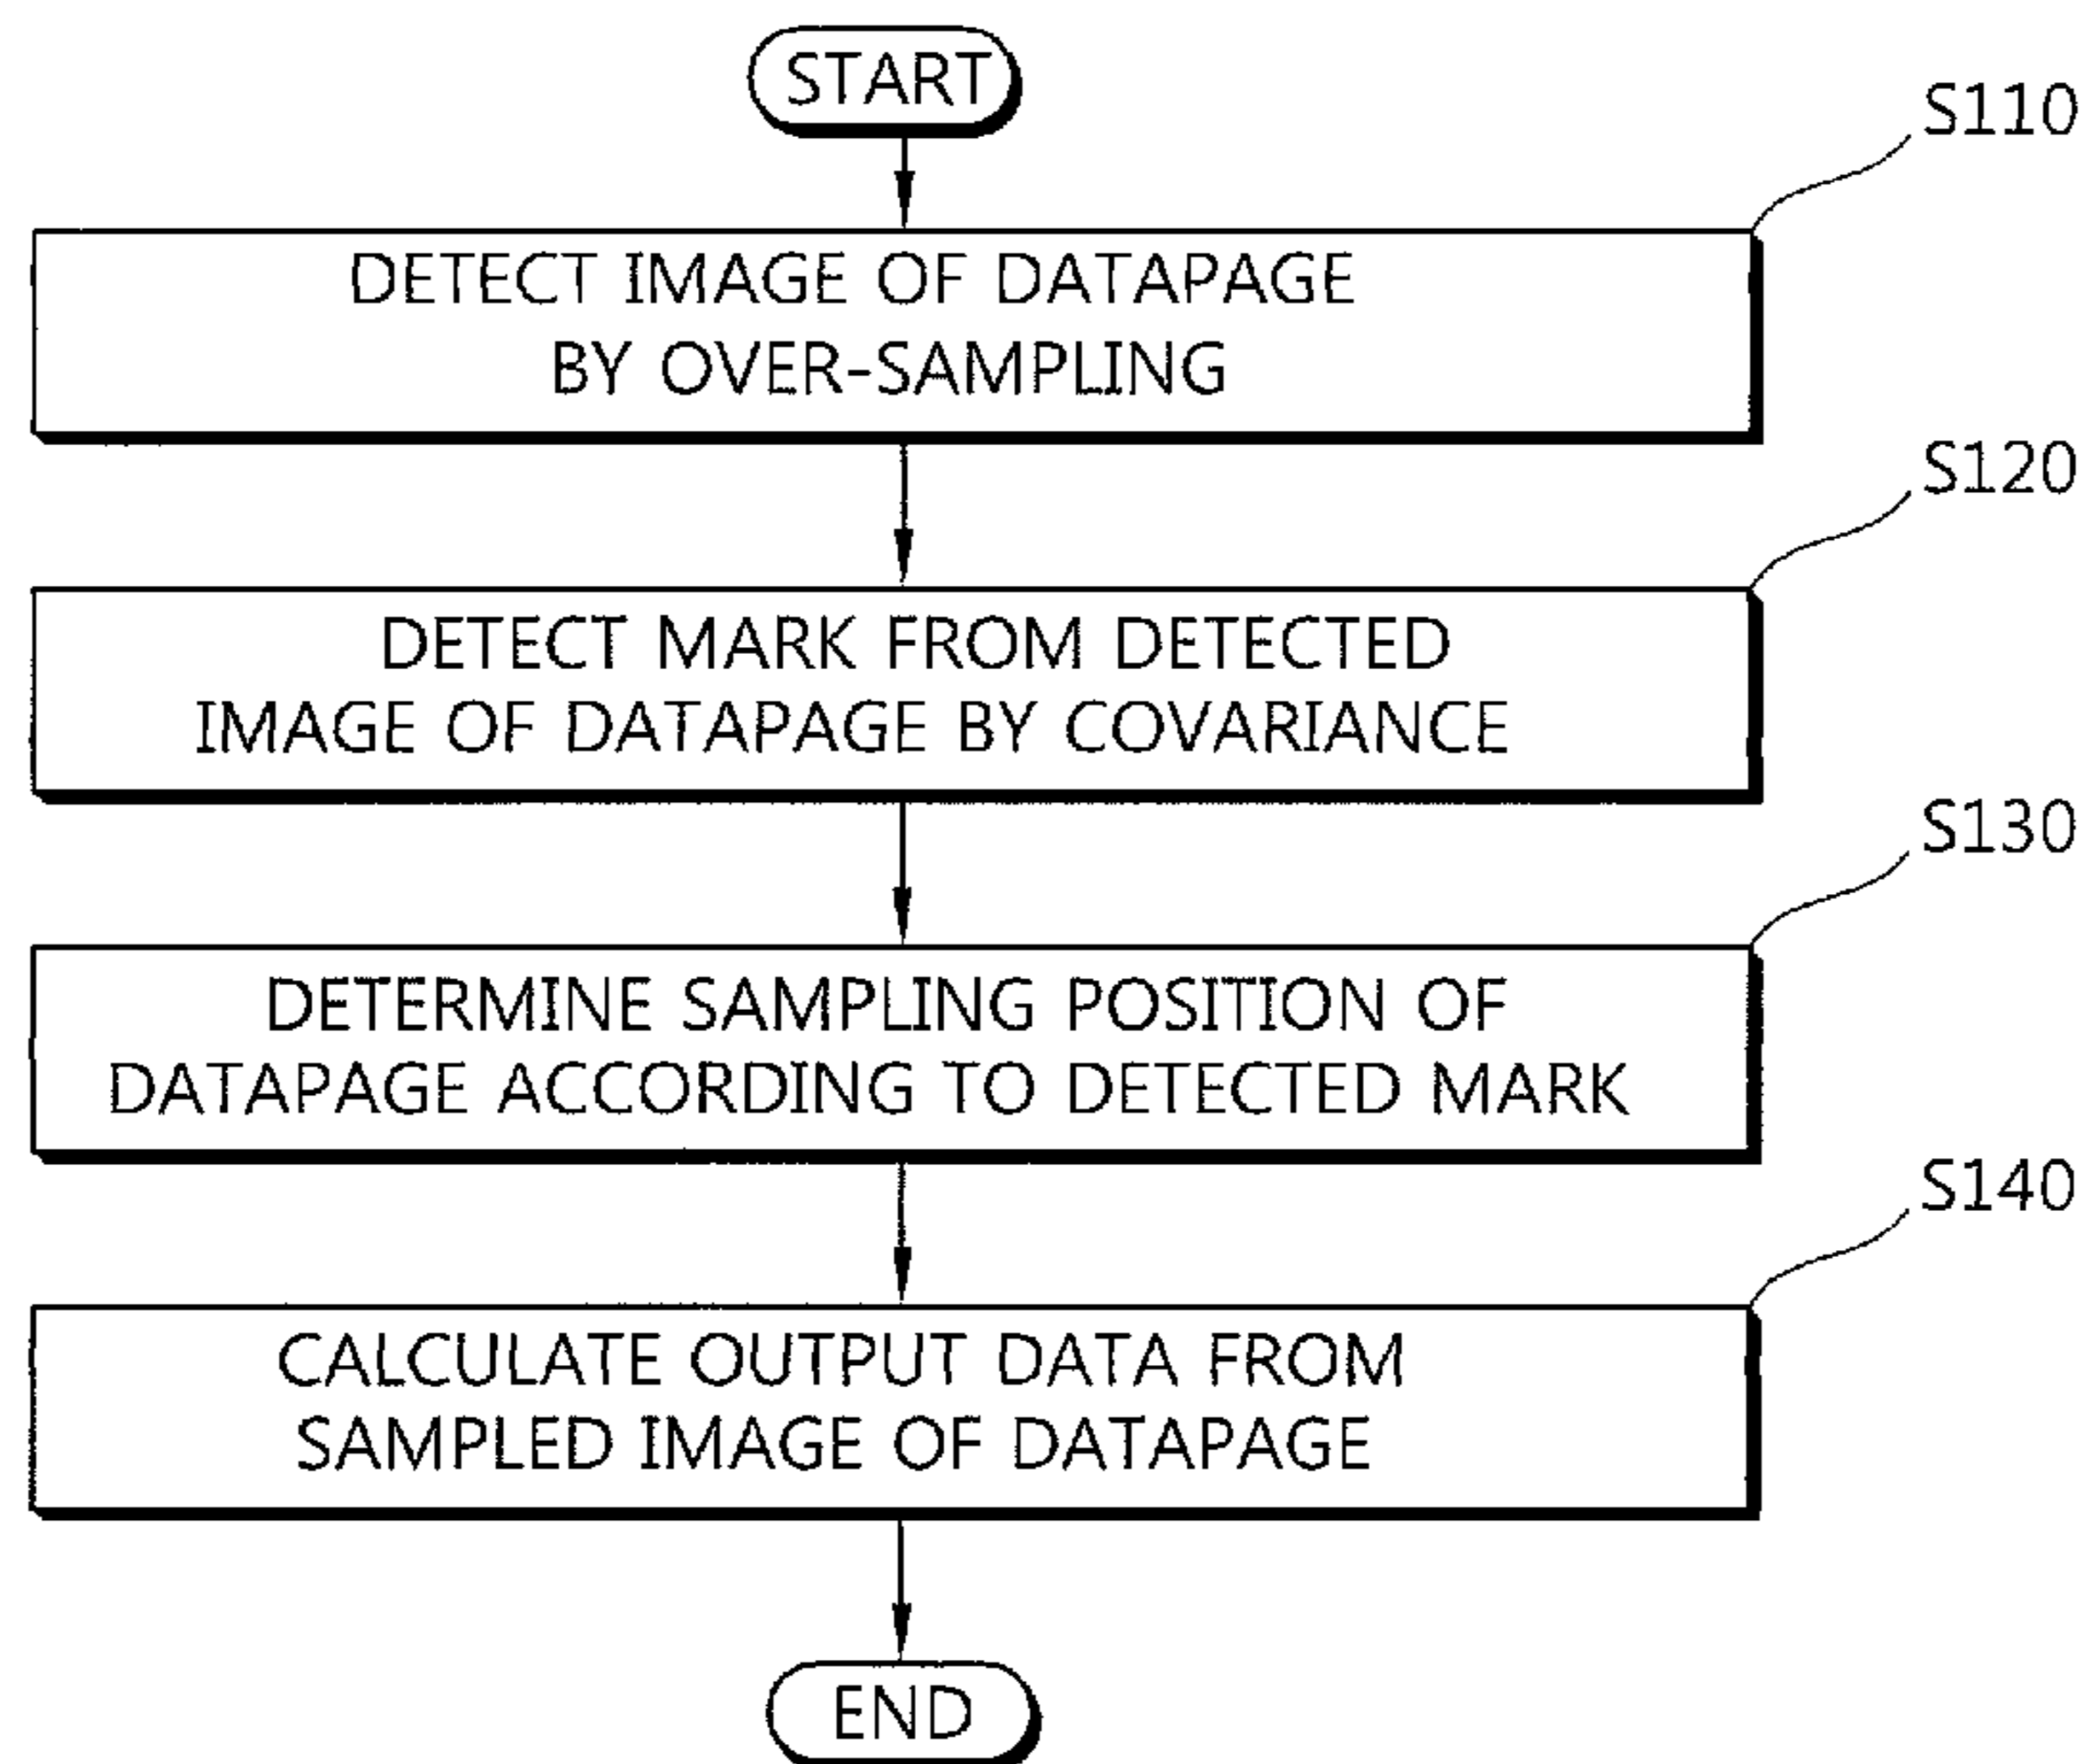 START
S110
DETECT IMAGE OF DATAPAGE
BY OVER-SAMPLING
S120
DETECT MARK FROM DETECTED
IMAGE OF DATAPAGE BY COVARIANCE
S130
DETERMINE SAMPLING POSITION OF
DATAPAGE ACCORDING TO DETECTED MARK
S140
CALCULATE OUTPUT DATA FROM
SAMPLED IMAGE OF DATAPAGE
END